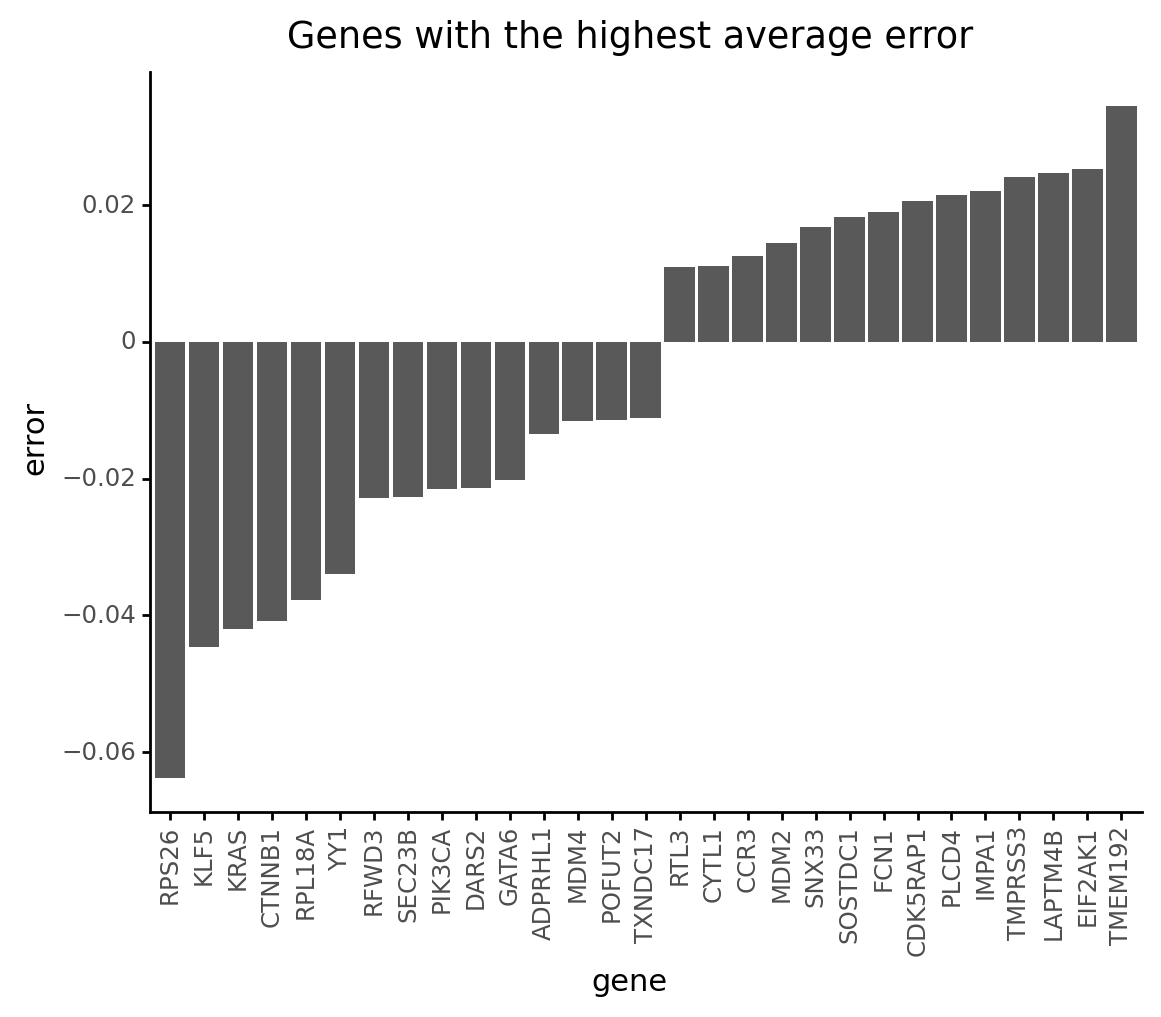 Genes with the highest average error
error
0.02
0
−0.02
−0.04
−0.06
RPS26
KLF5
KRAS
CTNNB1
RPL18A
YY1
RFWD3
SEC23B
PIK3CA
DARS2
GATA6
ADPRHL1
MDM4
POFUT2
TXNDC17
RTL3
CYTL1
CCR3
MDM2
SNX33
SOSTDC1
FCN1
CDK5RAP1
PLCD4
IMPA1
TMPRSS3
LAPTM4B
EIF2AK1
TMEM192
gene